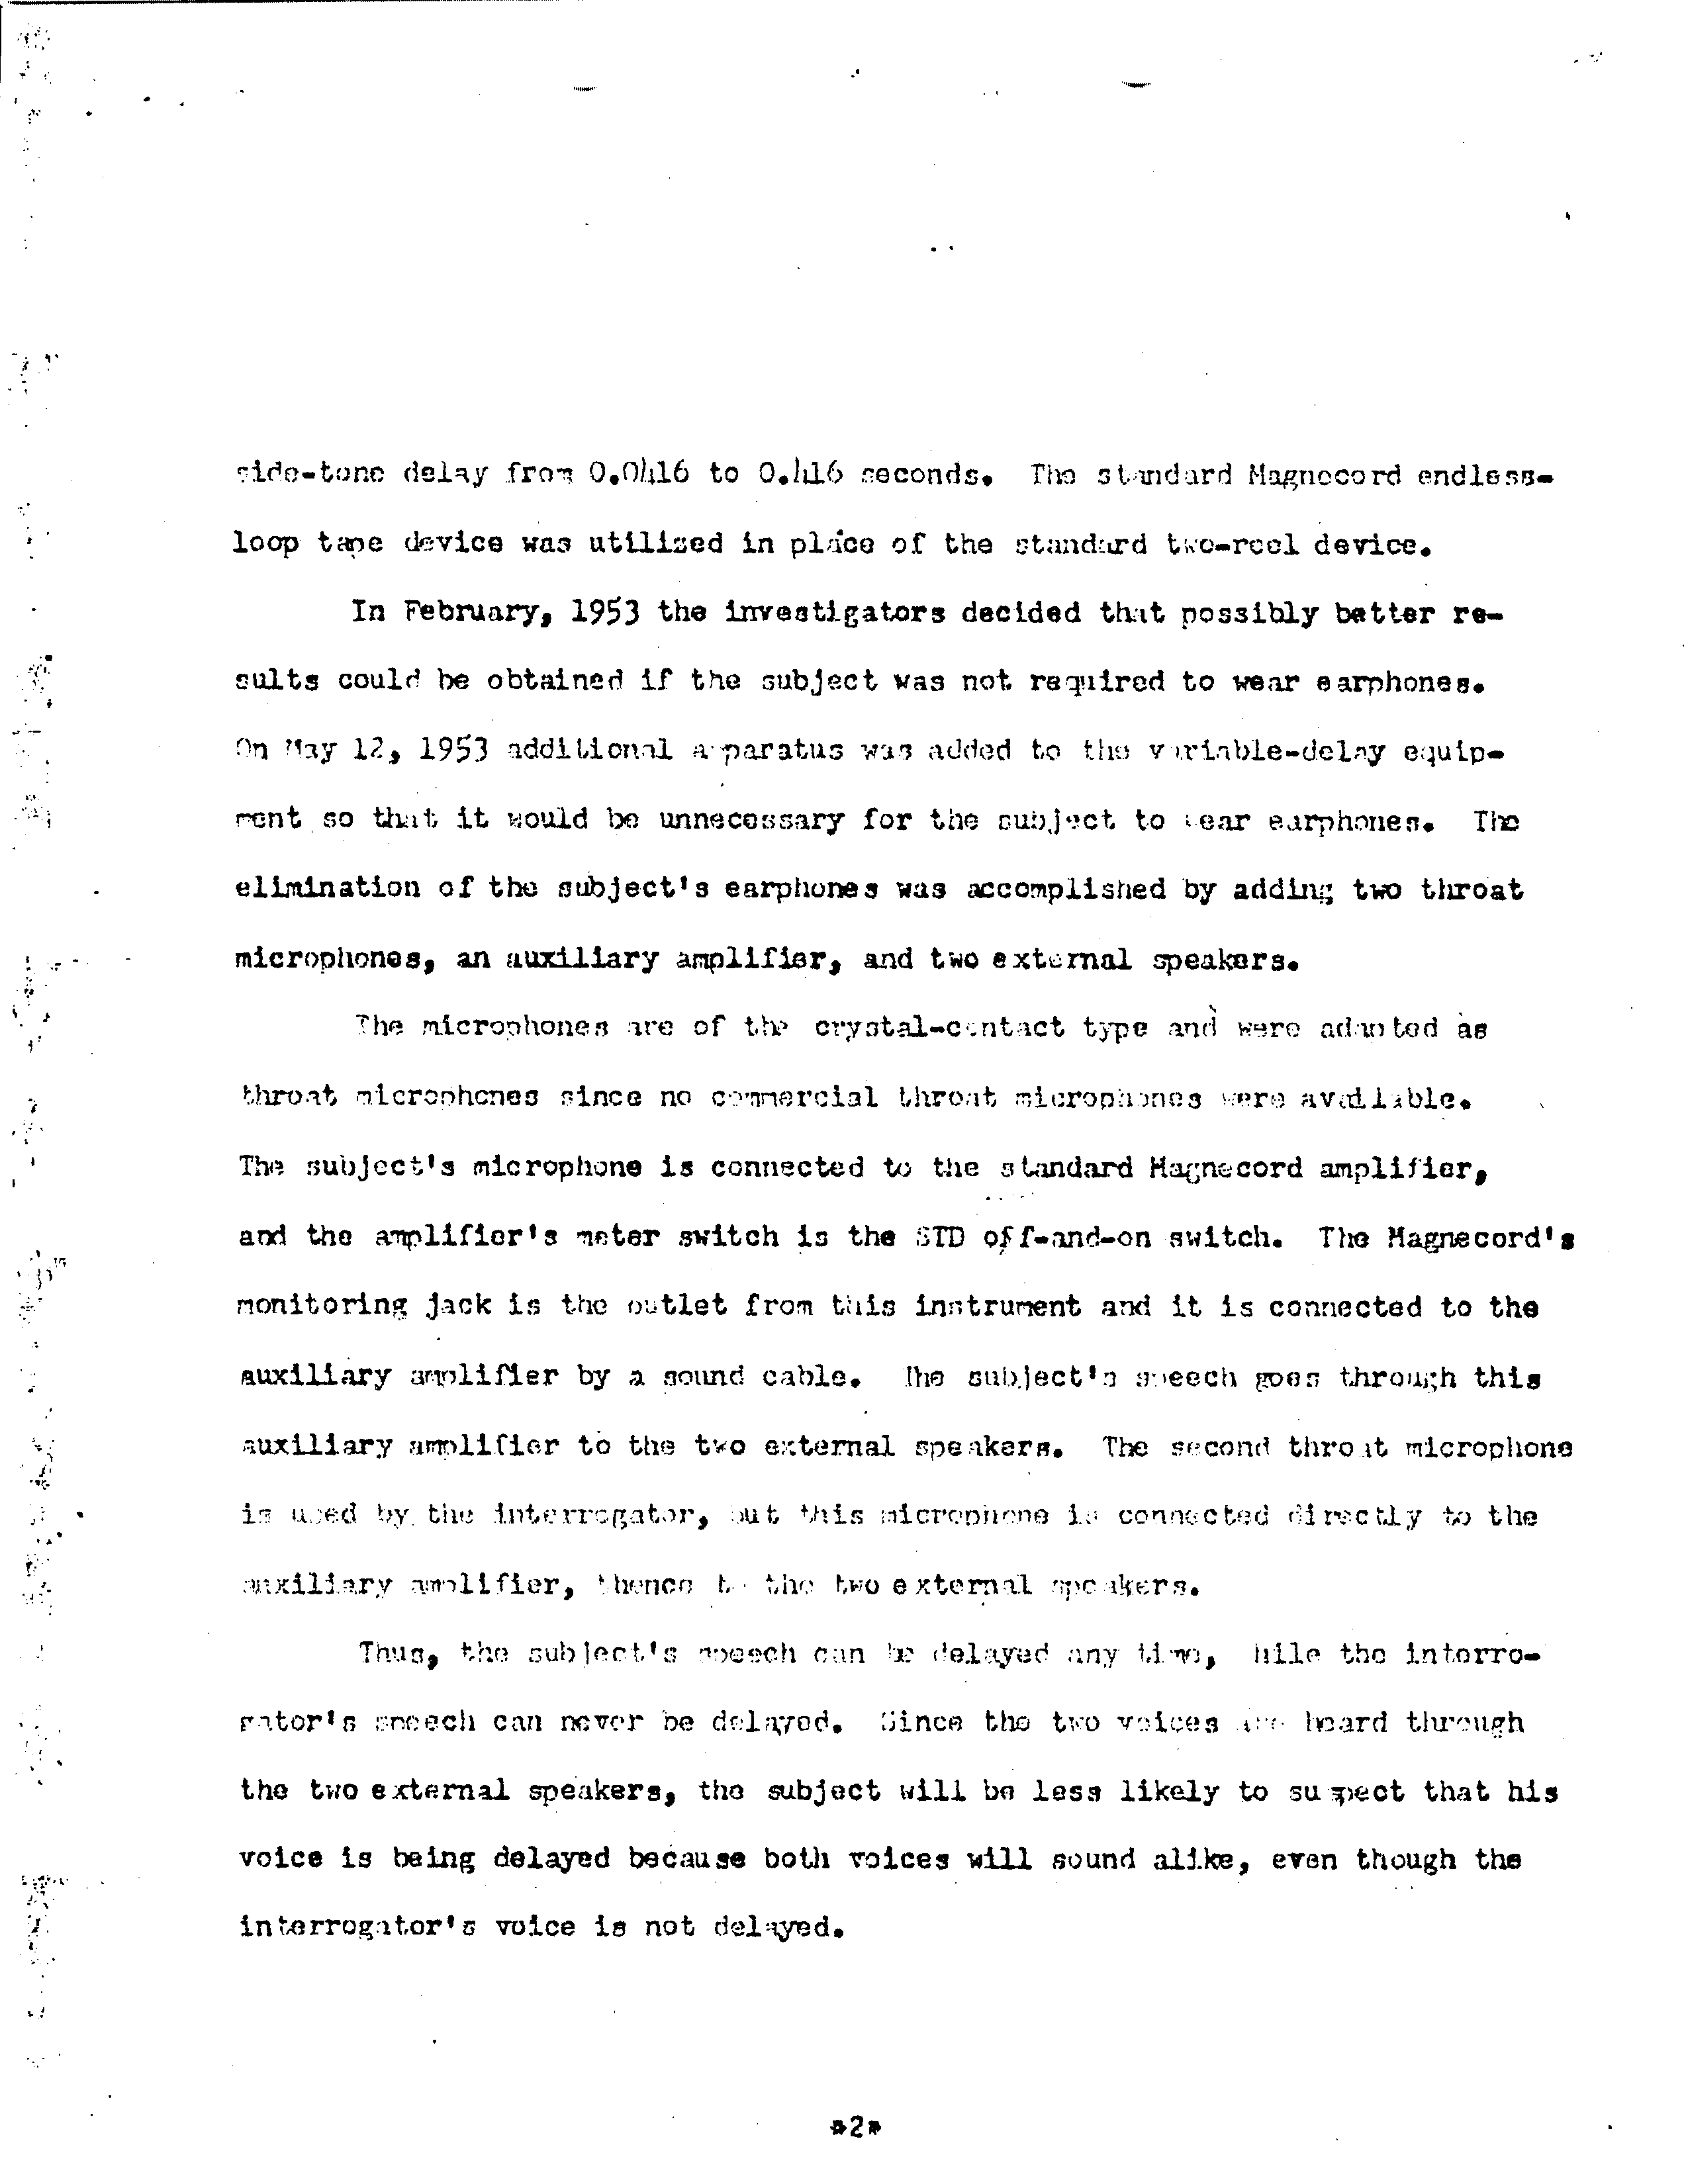 side-tone delay from 0.0416 to 0.416 seconds. The standard Magnecord endless-
loop tape device was utilized in place of the standard two-reel device.
In February, 1953 the investigators decided that possibly better re-
sults could be obtained if the subject was not required to wear earphones.
On May 12, 1953 additional apparatus was added to the variable-delay equip-
ment so that it would be unnecessary for the subject to wear earphones. The
elimination of the subject's earphones was accomplished by adding two throat
microphones, an auxiliary amplifier, and two external speakers.
The microphones are of the crystal-contact type and were adapted as
throat microphones since no commercial throat microphones were available.
The subject's microphone is connected to the standard Magnecord amplifier,
and the amplifier's meter switch is the STD off-and-on switch. The Magnecord's
monitoring jack is the outlet from this instrument and it is connected to the
auxiliary amplifier by a sound cable. The subject's speech goes through this
auxiliary amplifier to the two external speakers. The second throat microphone
is used by the interrogator, but this microphone is connected directly to the
auxiliary amplifier, thence to the two external speakers.
Thus, the subject's speech can be delayed any time, while the interro-
gator's speech can never be delayed. Since the two voices are heard through
the two external speakers, the subject will be less likely to suspect that his
voice is being delayed because both voices will sound alike, even though the
interrogator's voice is not delayed.
*2*